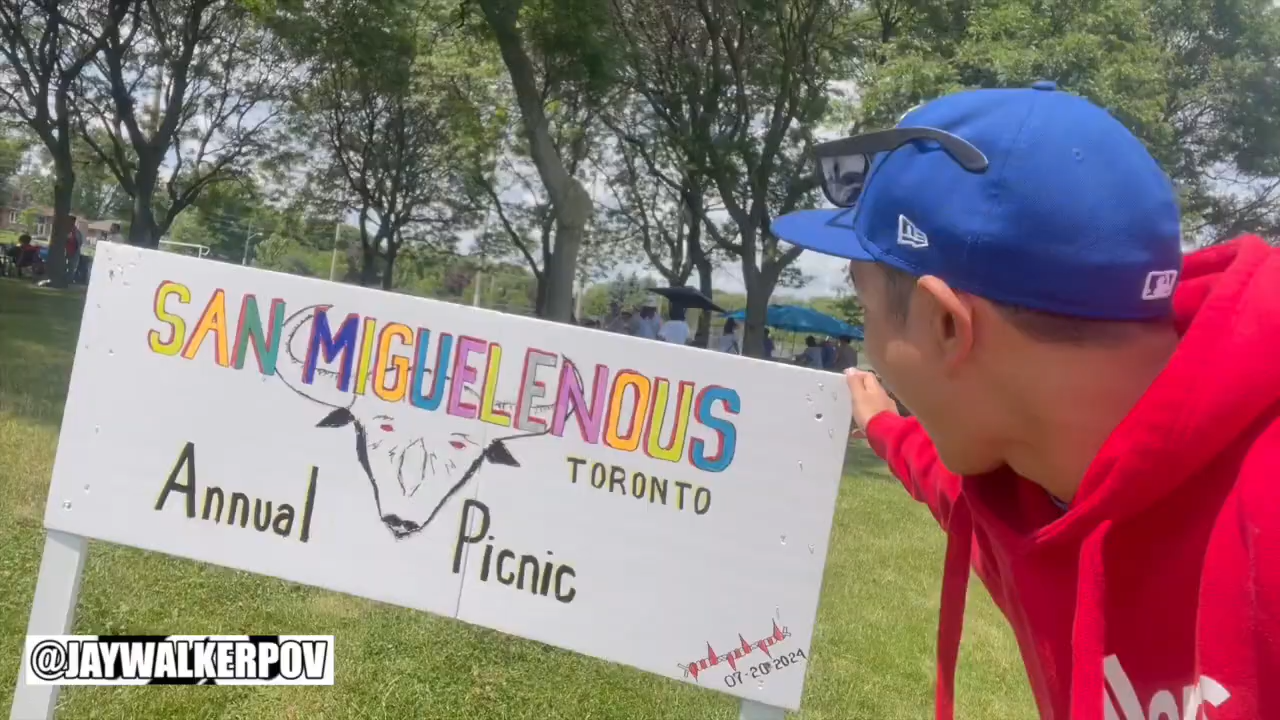 SAN MIGUELENOUS
TORONTO
Annual Picnic
07-20-2024
@JAYWALKERPOV